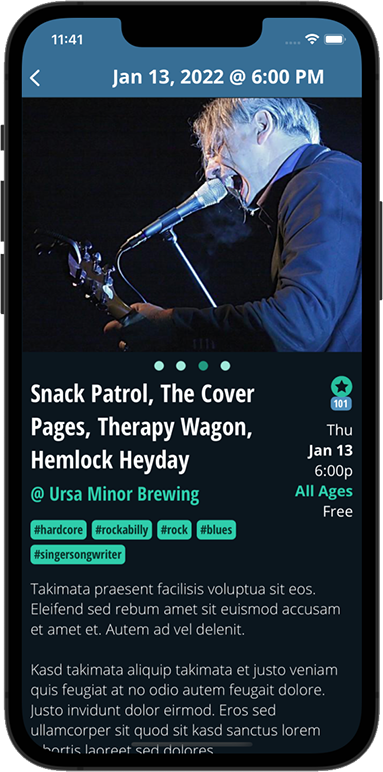 11:41
Jan 13, 2022 @ 6:00 PM
Snack Patrol, The Cover
Pages, Therapy Wagon,
Hemlock Heyday
@ Ursa Minor Brewing
101
Thu
Jan 13
6:00p
All Ages
Free
#hardcore #rockabilly #rock #blues
#singersongwriter
Takimata praesent facilisis voluptua sit eos.
Eleifend sed rebum amet sit euismod accusam
et amet et. Autem ad vel delenit.
Kasd takimata aliquip takimata et justo veniam
quis feugiat at no odio autem feugait dolore.
Justo invidunt dolor eirmod. Eros sed
ullamcorper sit quod sit kasd sanctus lorem
lobortis laoreet sed dolores